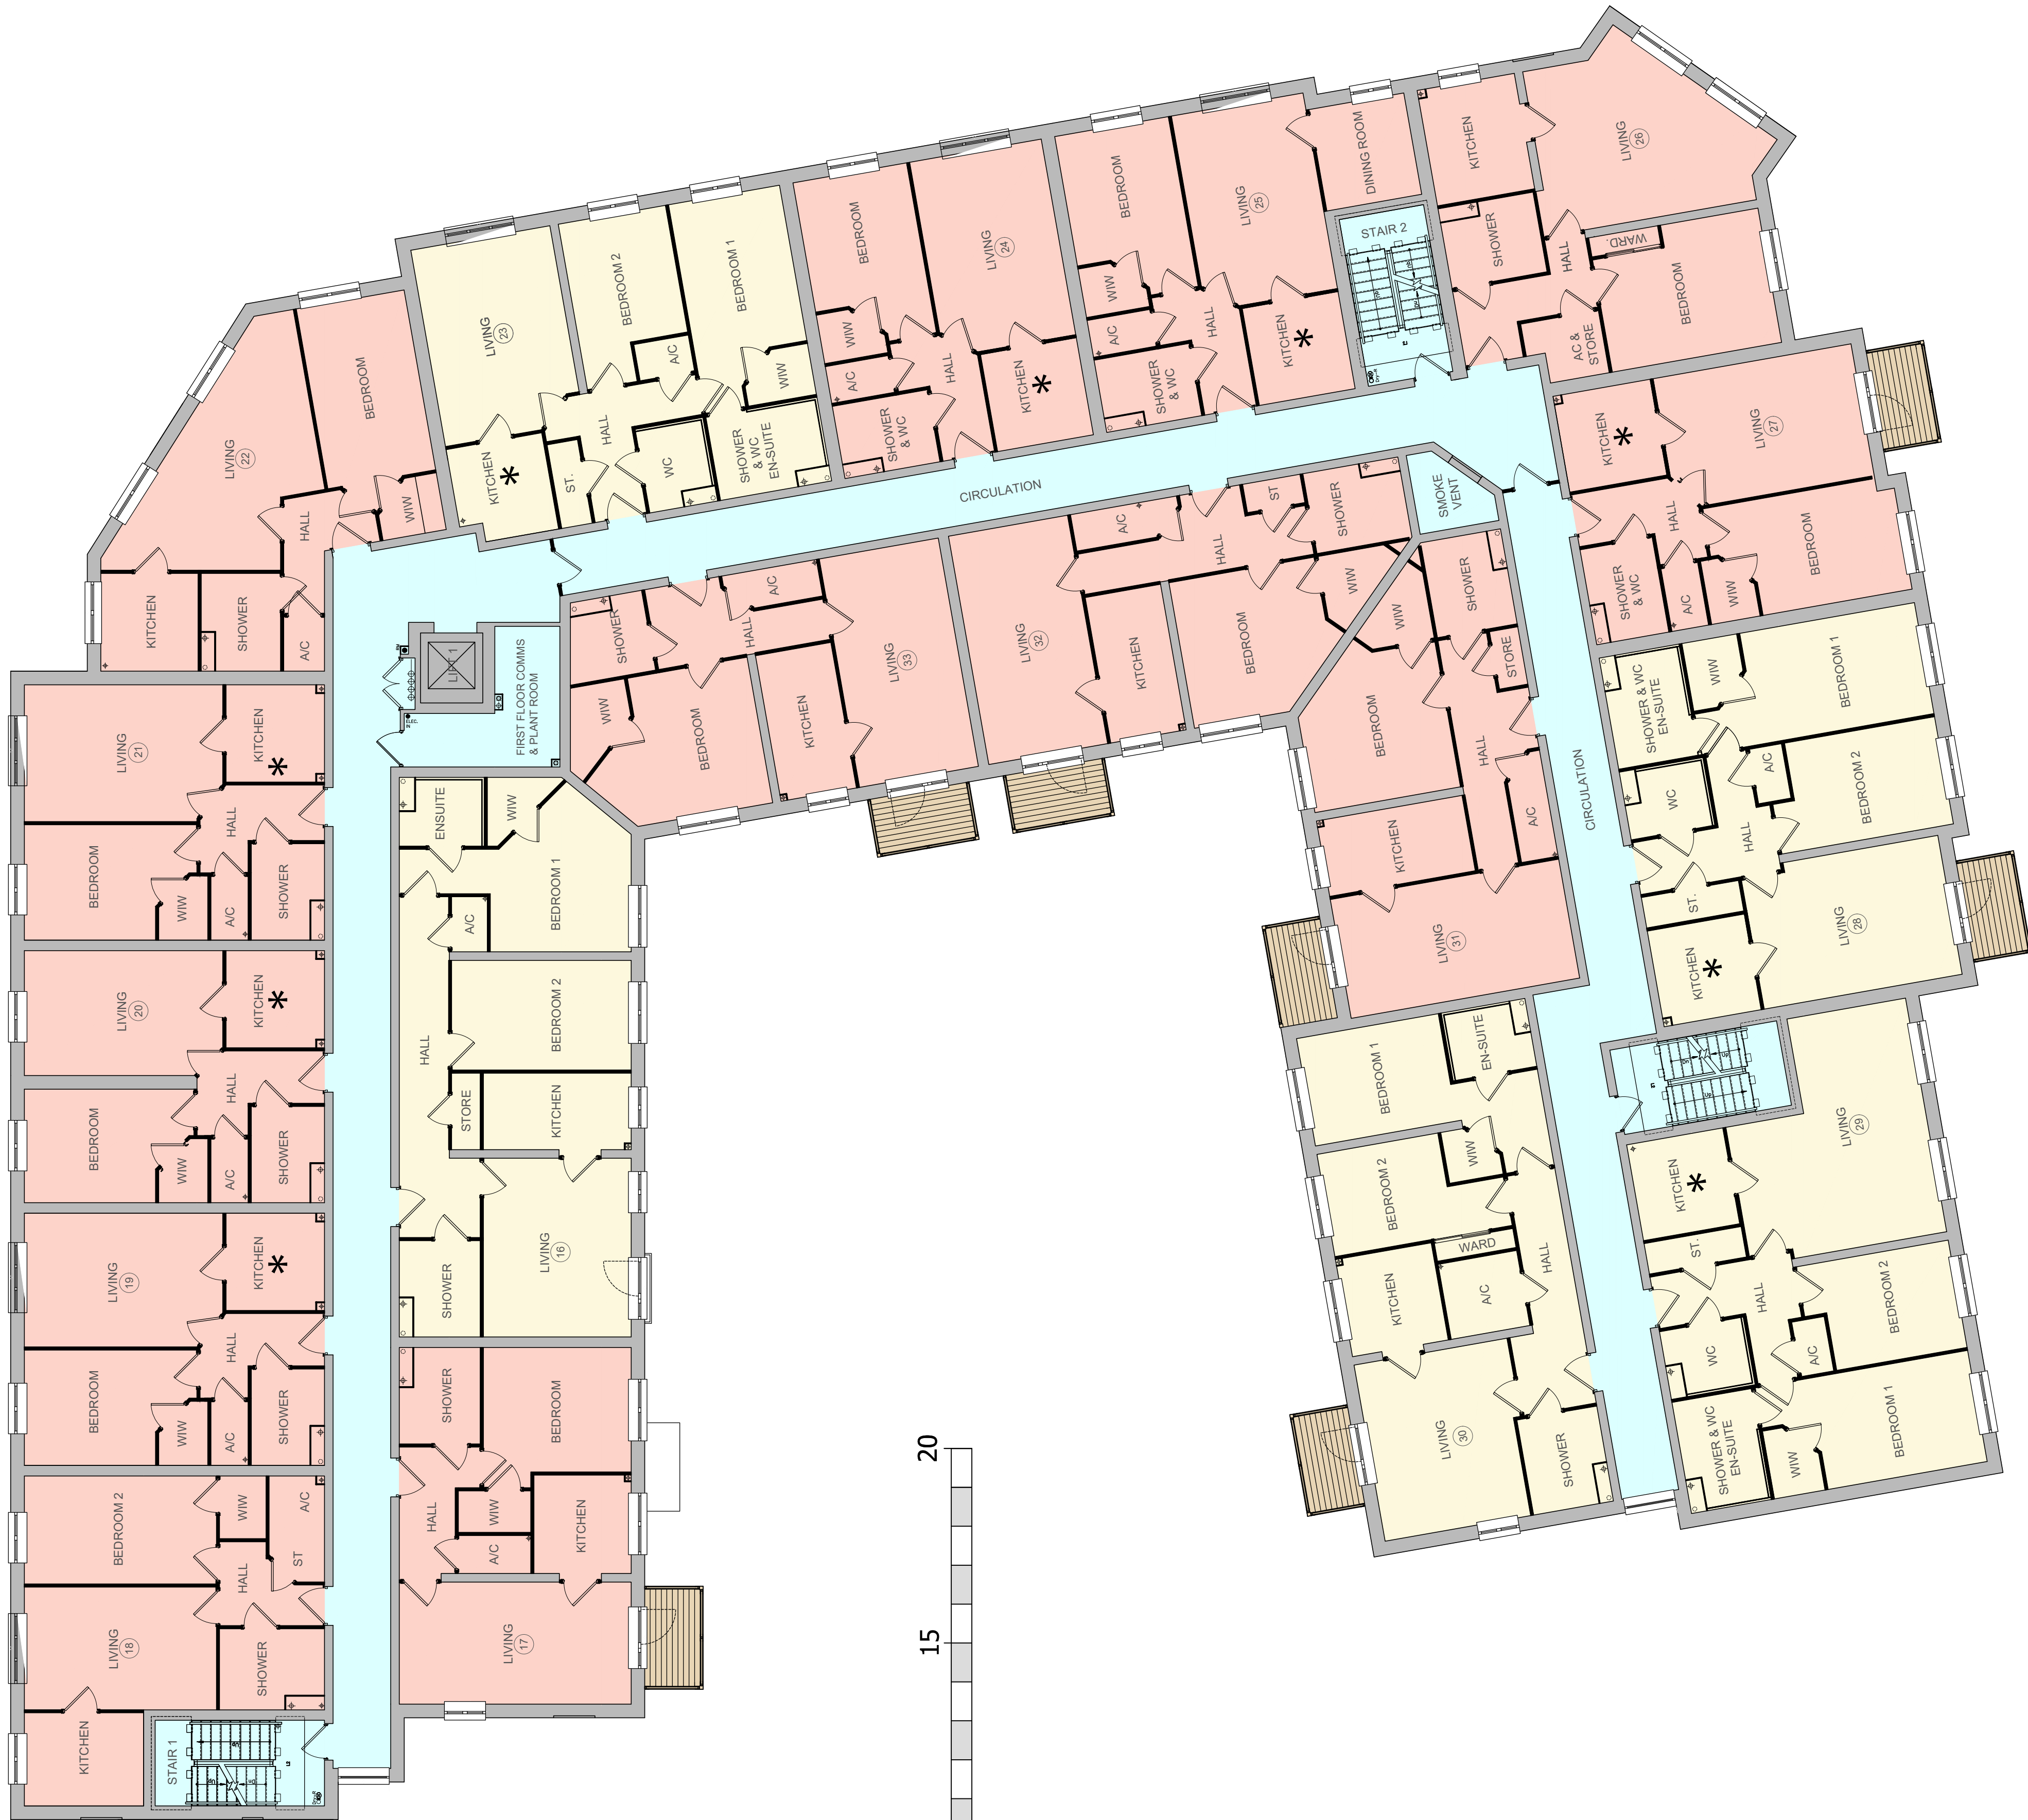 LIVING
26
KITCHEN
SHOWER
HALL
WARD.
AC &
STORE
BEDROOM
DINING ROOM
LIVING
25
BEDROOM
WIW
A/C
SHOWER
& WC
HALL
KITCHEN
*
STAIR 2
Up
Dn
LIVING
24
BEDROOM
WIW
A/C
HALL
SHOWER
& WC
KITCHEN
*
LIVING
23
BEDROOM 2
BEDROOM 1
A/C
WIW
HALL
ST.
WC
SHOWER
& WC
EN-SUITE
KITCHEN
*
LIVING
22
BEDROOM
HALL
WIW
KITCHEN
SHOWER
A/C
CIRCULATION
LIFT 1
ELEC.
FIRST FLOOR COMMS
& PLANT ROOM
LIVING
21
KITCHEN
*
HALL
BEDROOM
WIW
A/C
SHOWER
LIVING
20
KITCHEN
*
HALL
BEDROOM
WIW
A/C
SHOWER
LIVING
19
KITCHEN
*
HALL
BEDROOM
WIW
A/C
SHOWER
BEDROOM 2
WIW
A/C
ST
HALL
LIVING
18
SHOWER
KITCHEN
STAIR 1
Up
Dn
ENSUITE
WIW
BEDROOM 1
A/C
BEDROOM 2
HALL
STORE
KITCHEN
SHOWER
LIVING
16
SHOWER
BEDROOM
HALL
WIW
A/C
KITCHEN
LIVING
17
SHOWER
A/C
HALL
WIW
BEDROOM
KITCHEN
LIVING
33
LIVING
32
A/C
HALL
ST
SHOWER
WIW
KITCHEN
BEDROOM
SMOKE
VENT
WIW
SHOWER
STORE
BEDROOM
HALL
A/C
KITCHEN
LIVING
31
CIRCULATION
KITCHEN
*
LIVING
27
HALL
SHOWER
& WC
A/C
WIW
BEDROOM
SHOWER & WC
EN-SUITE
WIW
BEDROOM 1
WC
A/C
BEDROOM 2
HALL
ST.
KITCHEN
*
LIVING
28
Up
Dn
LIVING
29
KITCHEN
*
ST.
HALL
WC
A/C
BEDROOM 2
SHOWER & WC
EN-SUITE
WIW
BEDROOM 1
BEDROOM 1
EN-SUITE
WIW
BEDROOM 2
WARD
HALL
KITCHEN
A/C
LIVING
30
SHOWER
20
15